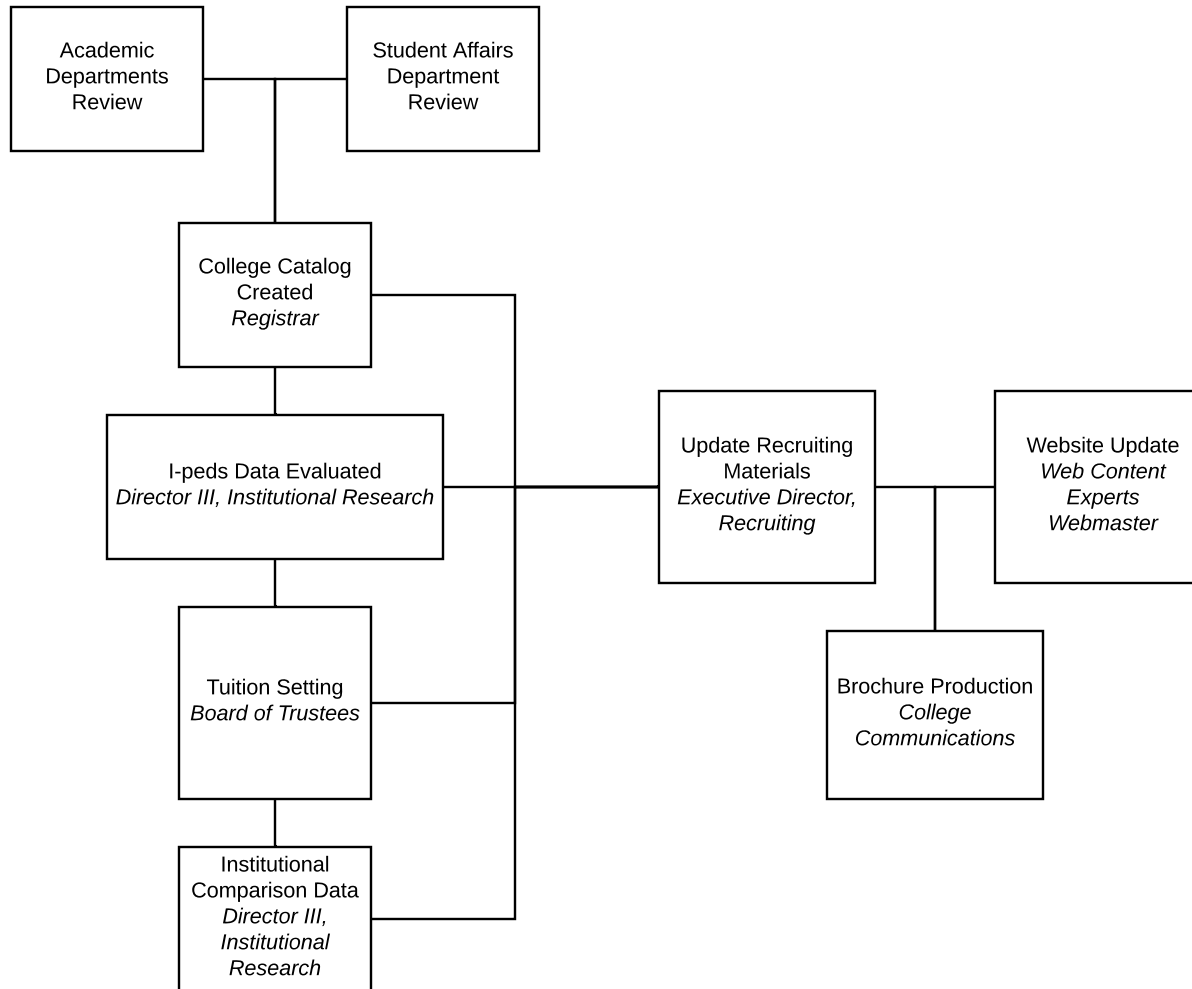 Academic
Departments
Review
Student Affairs
Department
Review
College Catalog
Created
Registrar
I-peds Data Evaluated
Director III, Institutional Research
Update Recruiting
Materials
Executive Director,
Recruiting
Website Update
Web Content
Experts
Webmaster
Tuition Setting
Board of Trustees
Brochure Production
College
Communications
Institutional
Comparison Data
Director III,
Institutional
Research